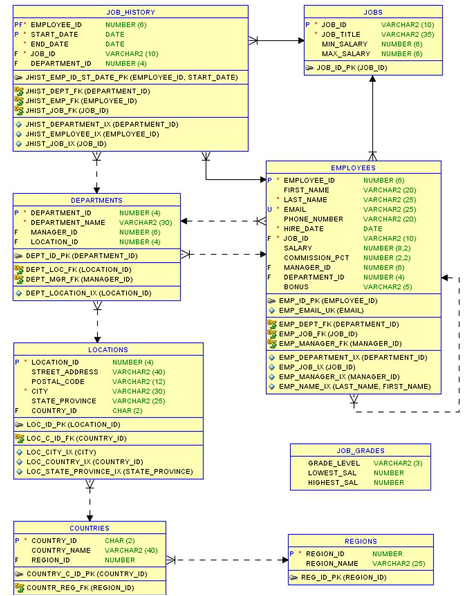 JOB_HISTORY
PF* EMPLOYEE_ID NUMBER (6)
P * START_DATE DATE
* END_DATE DATE
F * JOB_ID VARCHAR2 (10)
F DEPARTMENT_ID NUMBER (4)
JHIST_EMP_ID_ST_DATE_PK (EMPLOYEE_ID, START_DATE)
JHIST_DEPT_FK (DEPARTMENT_ID)
JHIST_EMP_FK (EMPLOYEE_ID)
JHIST_JOB_FK (JOB_ID)
JHIST_DEPARTMENT_IX (DEPARTMENT_ID)
JHIST_EMPLOYEE_IX (EMPLOYEE_ID)
JHIST_JOB_IX (JOB_ID)
JOBS
P * JOB_ID VARCHAR2 (10)
* JOB_TITLE VARCHAR2 (35)
MIN_SALARY NUMBER (6)
MAX_SALARY NUMBER (6)
JOB_ID_PK (JOB_ID)
DEPARTMENTS
P * DEPARTMENT_ID NUMBER (4)
* DEPARTMENT_NAME VARCHAR2 (30)
F MANAGER_ID NUMBER (6)
F LOCATION_ID NUMBER (4)
DEPT_ID_PK (DEPARTMENT_ID)
DEPT_LOC_FK (LOCATION_ID)
DEPT_MGR_FK (MANAGER_ID)
DEPT_LOCATION_IX (LOCATION_ID)
EMPLOYEES
P * EMPLOYEE_ID NUMBER (6)
FIRST_NAME VARCHAR2 (20)
* LAST_NAME VARCHAR2 (25)
U * EMAIL VARCHAR2 (25)
PHONE_NUMBER VARCHAR2 (20)
* HIRE_DATE DATE
F * JOB_ID VARCHAR2 (10)
SALARY NUMBER (8,2)
COMMISSION_PCT NUMBER (2,2)
F MANAGER_ID NUMBER (6)
F DEPARTMENT_ID NUMBER (4)
BONUS VARCHAR2 (5)
EMP_ID_PK (EMPLOYEE_ID)
EMP_EMAIL_UK (EMAIL)
EMP_DEPT_FK (DEPARTMENT_ID)
EMP_JOB_FK (JOB_ID)
EMP_MANAGER_FK (MANAGER_ID)
EMP_DEPARTMENT_IX (DEPARTMENT_ID)
EMP_JOB_IX (JOB_ID)
EMP_MANAGER_IX (MANAGER_ID)
EMP_NAME_IX (LAST_NAME, FIRST_NAME)
LOCATIONS
P * LOCATION_ID NUMBER (4)
STREET_ADDRESS VARCHAR2 (40)
POSTAL_CODE VARCHAR2 (12)
* CITY VARCHAR2 (30)
STATE_PROVINCE VARCHAR2 (25)
F COUNTRY_ID CHAR (2)
LOC_ID_PK (LOCATION_ID)
LOC_C_ID_FK (COUNTRY_ID)
LOC_CITY_IX (CITY)
LOC_COUNTRY_IX (COUNTRY_ID)
LOC_STATE_PROVINCE_IX (STATE_PROVINCE)
JOB_GRADES
GRADE_LEVEL VARCHAR2 (3)
LOWEST_SAL NUMBER
HIGHEST_SAL NUMBER
COUNTRIES
P * COUNTRY_ID CHAR (2)
COUNTRY_NAME VARCHAR2 (40)
F REGION_ID NUMBER
COUNTRY_C_ID_PK (COUNTRY_ID)
COUNTR_REG_FK (REGION_ID)
REGIONS
P * REGION_ID NUMBER
REGION_NAME VARCHAR2 (25)
REG_ID_PK (REGION_ID)